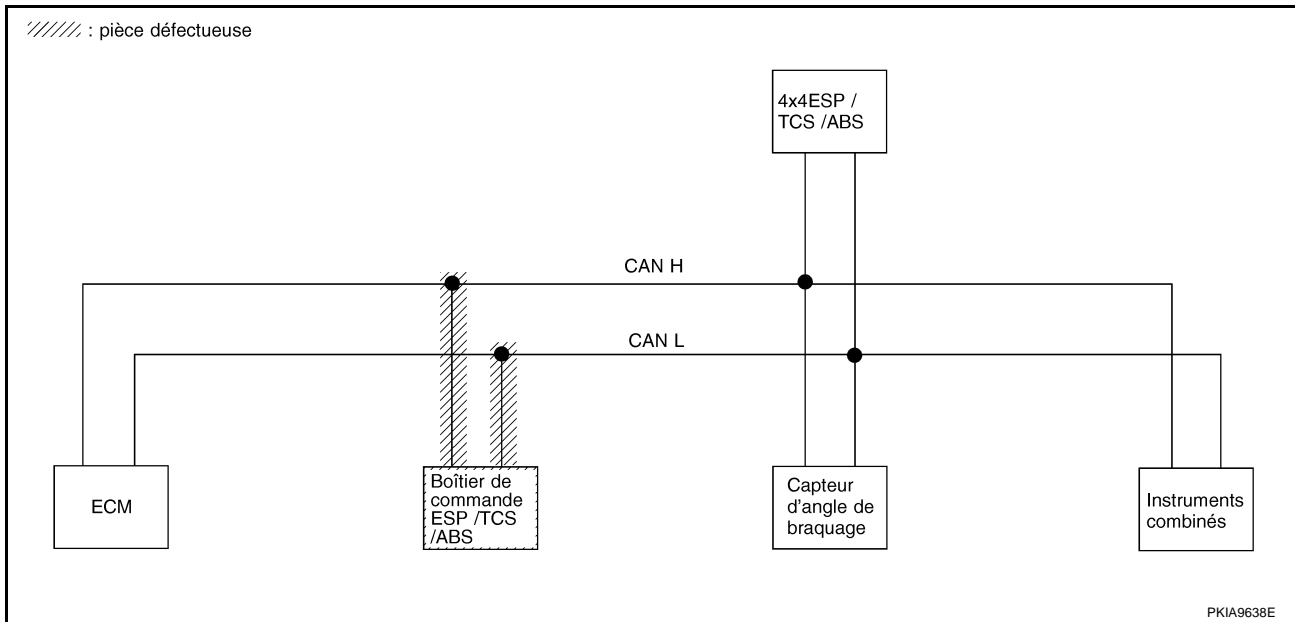 : pièce défectueuse
4x4ESP /
TCS /ABS
CAN H
CAN L
ECM
Boîtier de
commande
ESP /TCS
/ABS
Capteur
d'angle de
braquage
Instruments
combinés
PKIA9638E